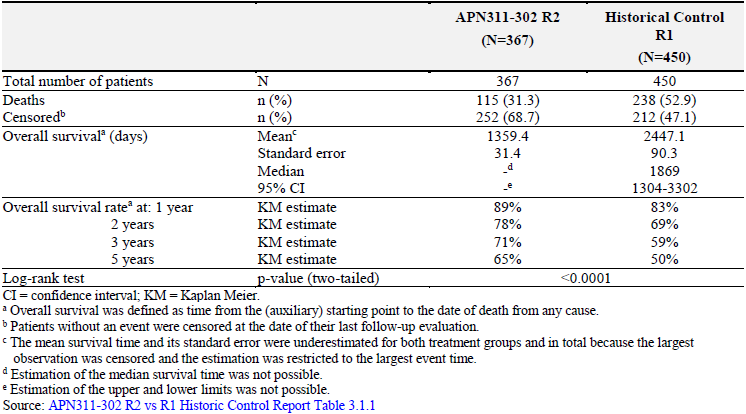 APN311-302 R2 Historical Control
R1
(N=367)
(N=450)
Total number of patients N 367 450
Deaths n (%) 115 (31.3) 238 (52.9)
Censoredb n (%) 252 (68.7) 212 (47.1)
Overall survivala (days) Meanc 1359.4 2447.1
Standard error 31.4 90.3
Median -d 1869
95% CI -e 1304-3302
Overall survival ratea at: 1 year KM estimate 89% 83%
2 years KM estimate 78% 69%
3 years KM estimate 71% 59%
5 years KM estimate 65% 50%
Log-rank test p-value (two-tailed) <0.0001
CI = confidence interval; KM = Kaplan Meier.
a Overall survival was defined as time from the (auxiliary) starting point to the date of death from any cause.
b Patients without an event were censored at the date of their last follow-up evaluation.
c The mean survival time and its standard error were underestimated for both treatment groups and in total because the largest
observation was censored and the estimation was restricted to the largest event time.
d Estimation of the median survival time was not possible.
e Estimation of the upper and lower limits was not possible.
Source: APN311-302 R2 vs R1 Historic Control Report Table 3.1.1